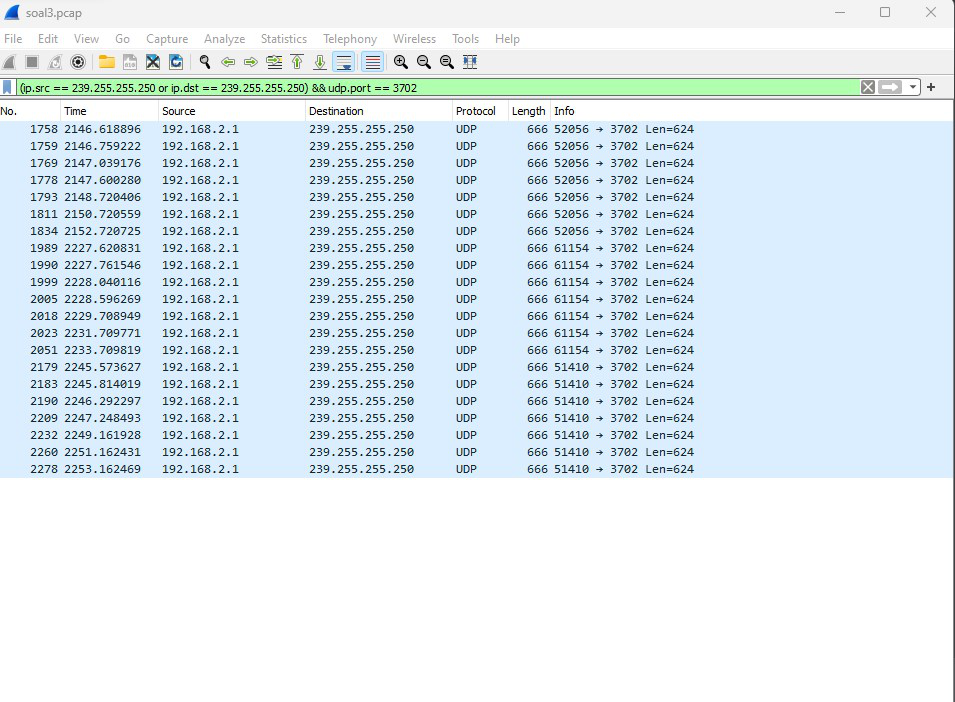 soal3.pcap
File Edit View Go Capture Analyze Statistics Telephony Wireless Tools Help
(ip.src == 239.255.255.250 or ip.dst == 239.255.255.250) && udp.port == 3702
No. Time Source Destination Protocol Length Info
1758 2146.618896 192.168.2.1 239.255.255.250 UDP 666 52056 → 3702 Len=624
1759 2146.759222 192.168.2.1 239.255.255.250 UDP 666 52056 → 3702 Len=624
1769 2147.039176 192.168.2.1 239.255.255.250 UDP 666 52056 → 3702 Len=624
1778 2147.600280 192.168.2.1 239.255.255.250 UDP 666 52056 → 3702 Len=624
1793 2148.720406 192.168.2.1 239.255.255.250 UDP 666 52056 → 3702 Len=624
1811 2150.720559 192.168.2.1 239.255.255.250 UDP 666 52056 → 3702 Len=624
1834 2152.720725 192.168.2.1 239.255.255.250 UDP 666 52056 → 3702 Len=624
1989 2227.620831 192.168.2.1 239.255.255.250 UDP 666 61154 → 3702 Len=624
1990 2227.761546 192.168.2.1 239.255.255.250 UDP 666 61154 → 3702 Len=624
1999 2228.040116 192.168.2.1 239.255.255.250 UDP 666 61154 → 3702 Len=624
2005 2228.596269 192.168.2.1 239.255.255.250 UDP 666 61154 → 3702 Len=624
2018 2229.708949 192.168.2.1 239.255.255.250 UDP 666 61154 → 3702 Len=624
2023 2231.709771 192.168.2.1 239.255.255.250 UDP 666 61154 → 3702 Len=624
2051 2233.709819 192.168.2.1 239.255.255.250 UDP 666 61154 → 3702 Len=624
2179 2245.573627 192.168.2.1 239.255.255.250 UDP 666 51410 → 3702 Len=624
2183 2245.814019 192.168.2.1 239.255.255.250 UDP 666 51410 → 3702 Len=624
2190 2246.292297 192.168.2.1 239.255.255.250 UDP 666 51410 → 3702 Len=624
2209 2247.248493 192.168.2.1 239.255.255.250 UDP 666 51410 → 3702 Len=624
2232 2249.161928 192.168.2.1 239.255.255.250 UDP 666 51410 → 3702 Len=624
2260 2251.162431 192.168.2.1 239.255.255.250 UDP 666 51410 → 3702 Len=624
2278 2253.162469 192.168.2.1 239.255.255.250 UDP 666 51410 → 3702 Len=624